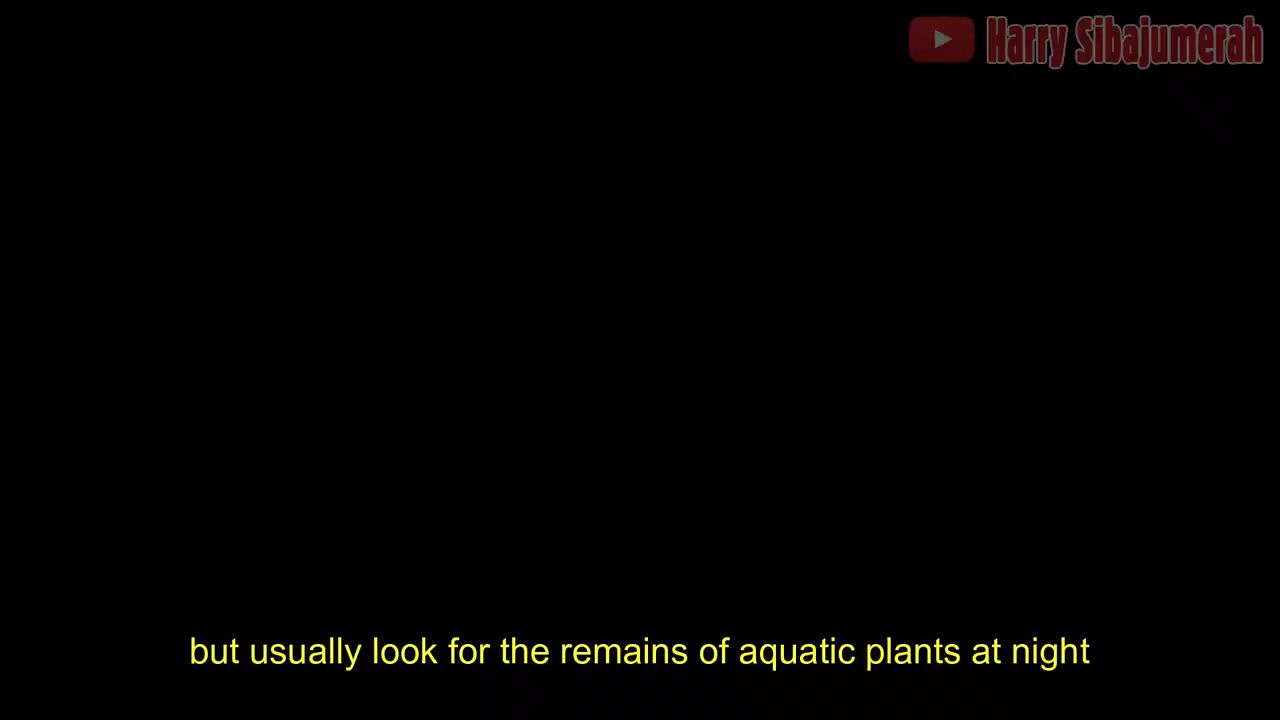 Harry Sibajumerah
but usually look for the remains of aquatic plants at night